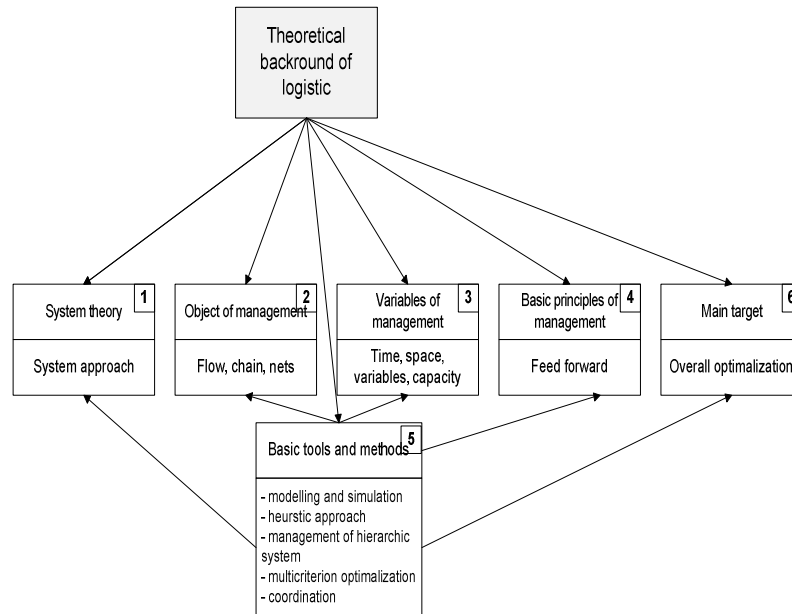 Theoretical
backround of
logistic
1
System theory
System approach
2
Object of management
Flow, chain, nets
3
Variables of
management
Time, space,
variables, capacity
4
Basic principles of
management
Feed forward
6
Main target
Overall optimalization
5
Basic tools and methods
- modelling and simulation
- heurstic approach
- management of hierarchic
system
- multicriterion optimalization
- coordination